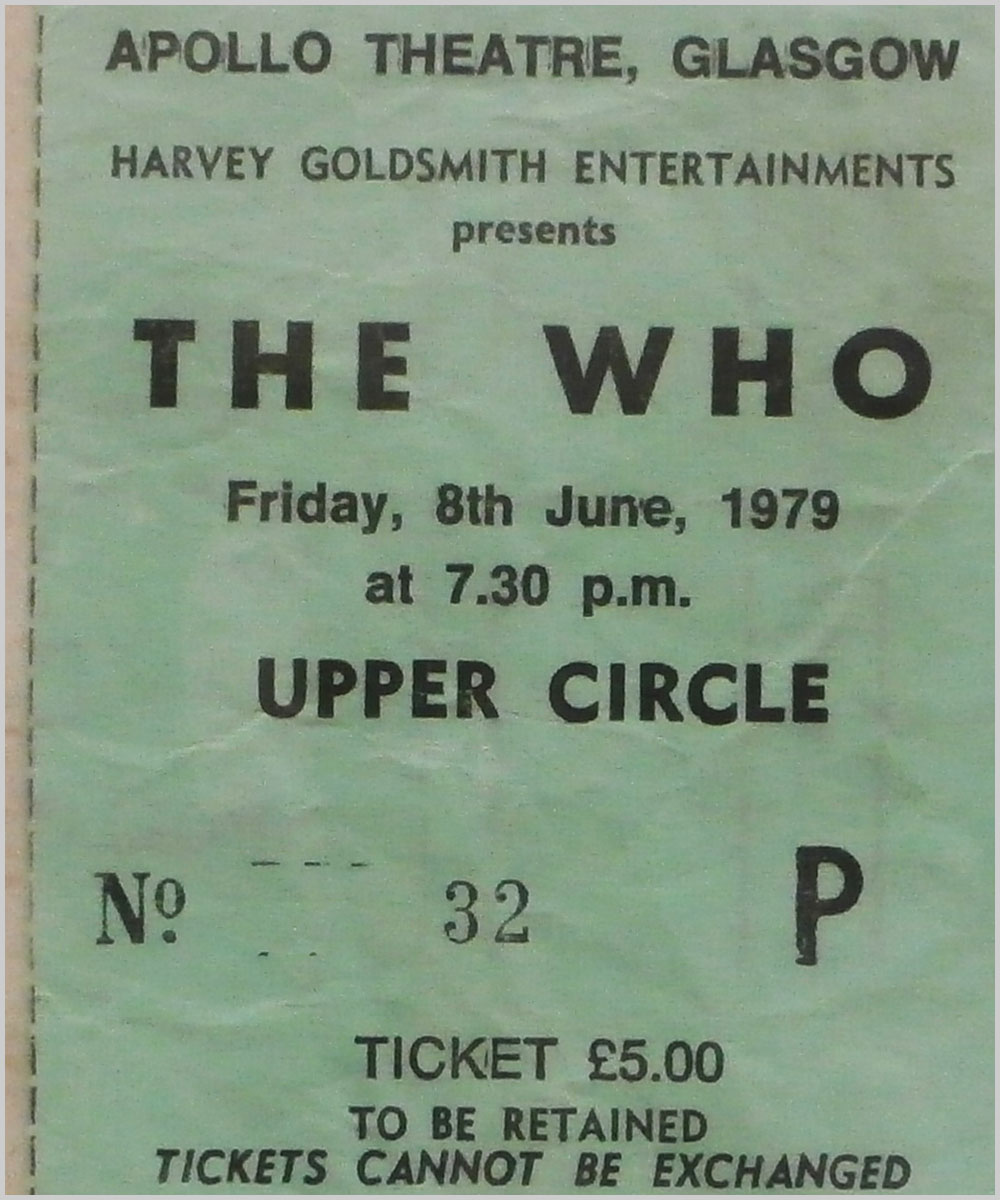 APOLLO THEATRE, GLASGOW
HARVEY GOLDSMITH ENTERTAINMENTS
presents
THE WHO
Friday, 8th June, 1979
at 7.30 p.m.
UPPER CIRCLE
Nº 32 P
TICKET £5.00
TO BE RETAINED
TICKETS CANNOT BE EXCHANGED